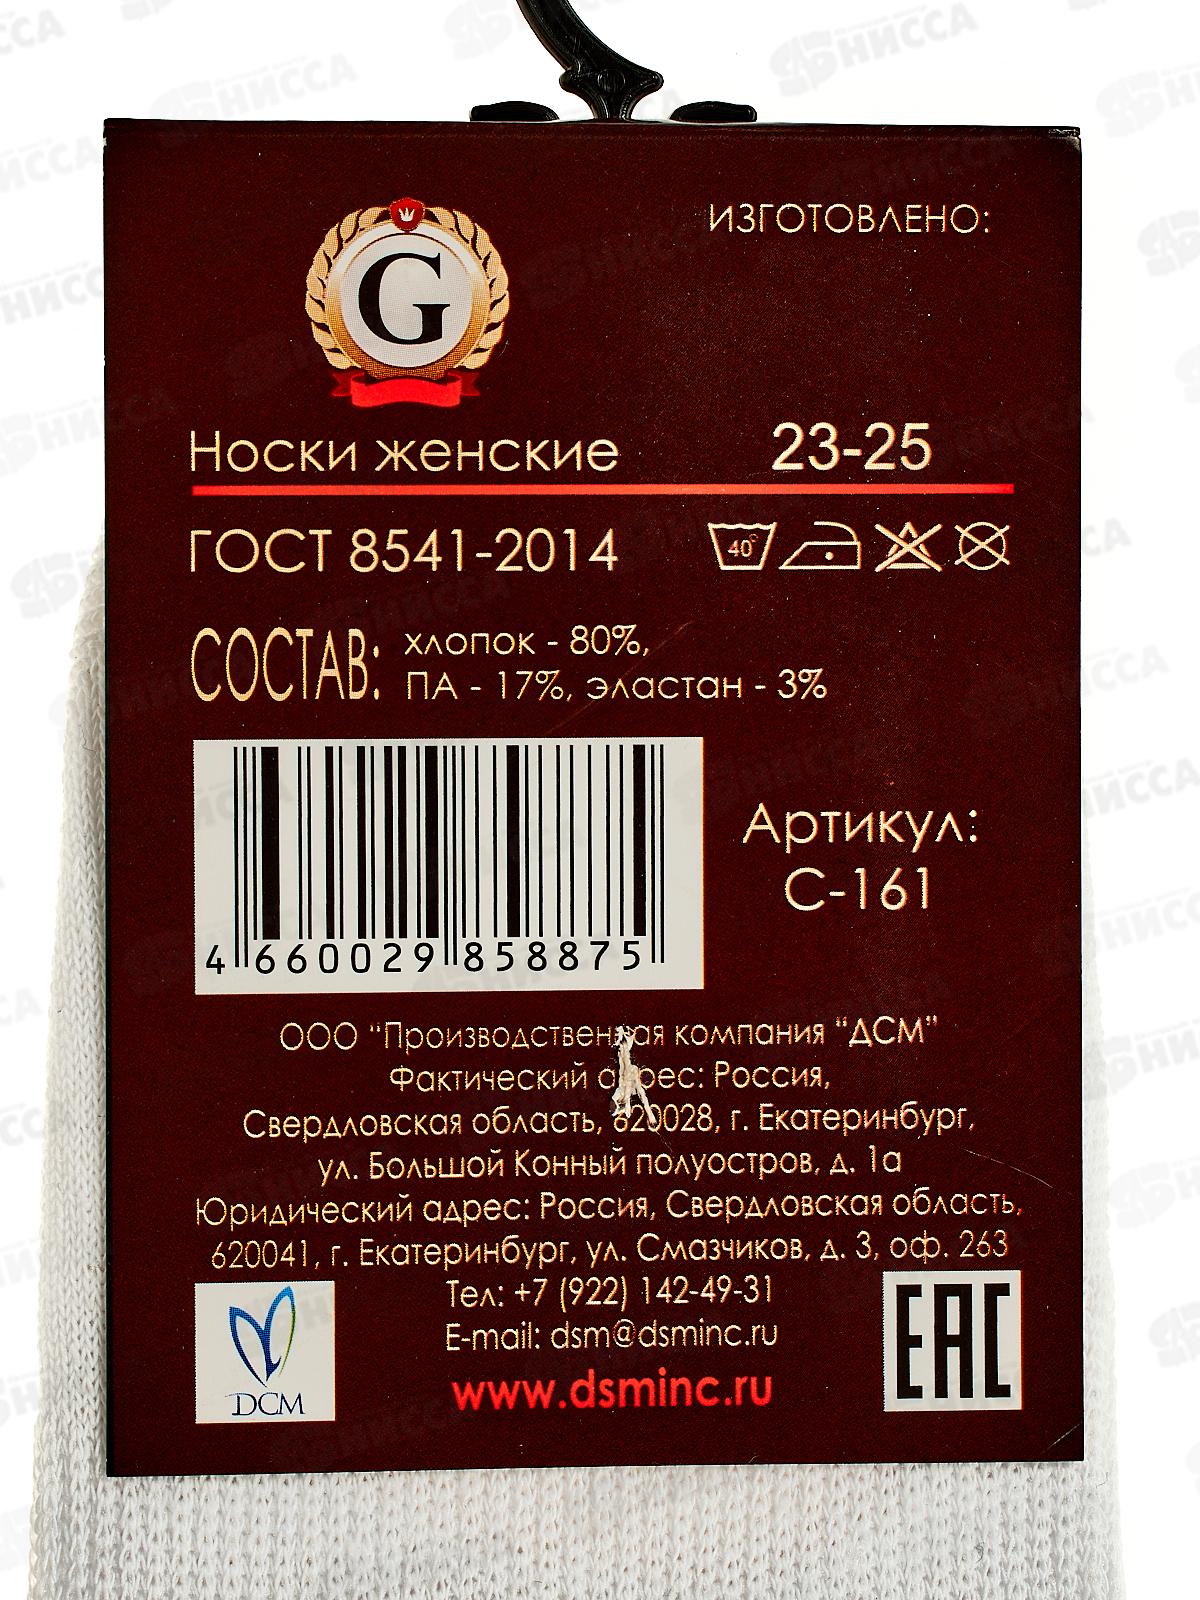 G
ИЗГОТОВЛЕНО:
Носки женские 23-25
ГОСТ 8541-2014
40°
СОСТАВ: хлопок - 80%,
ПА - 17%, эластан - 3%
4 660029 858875
Артикул:
С-161
ООО "Производственная компания "ДСМ"
Фактический адрес: Россия,
Свердловская область, 620028, г. Екатеринбург,
ул. Большой Конный полуостров, д. 1а
Юридический адрес: Россия, Свердловская область,
620041, г. Екатеринбург, ул. Смазчиков, д. 3, оф. 263
Тел: +7 (922) 142-49-31
E-mail: dsm@dsminc.ru
www.dsminc.ru
ДСМ
EAC
НИССА